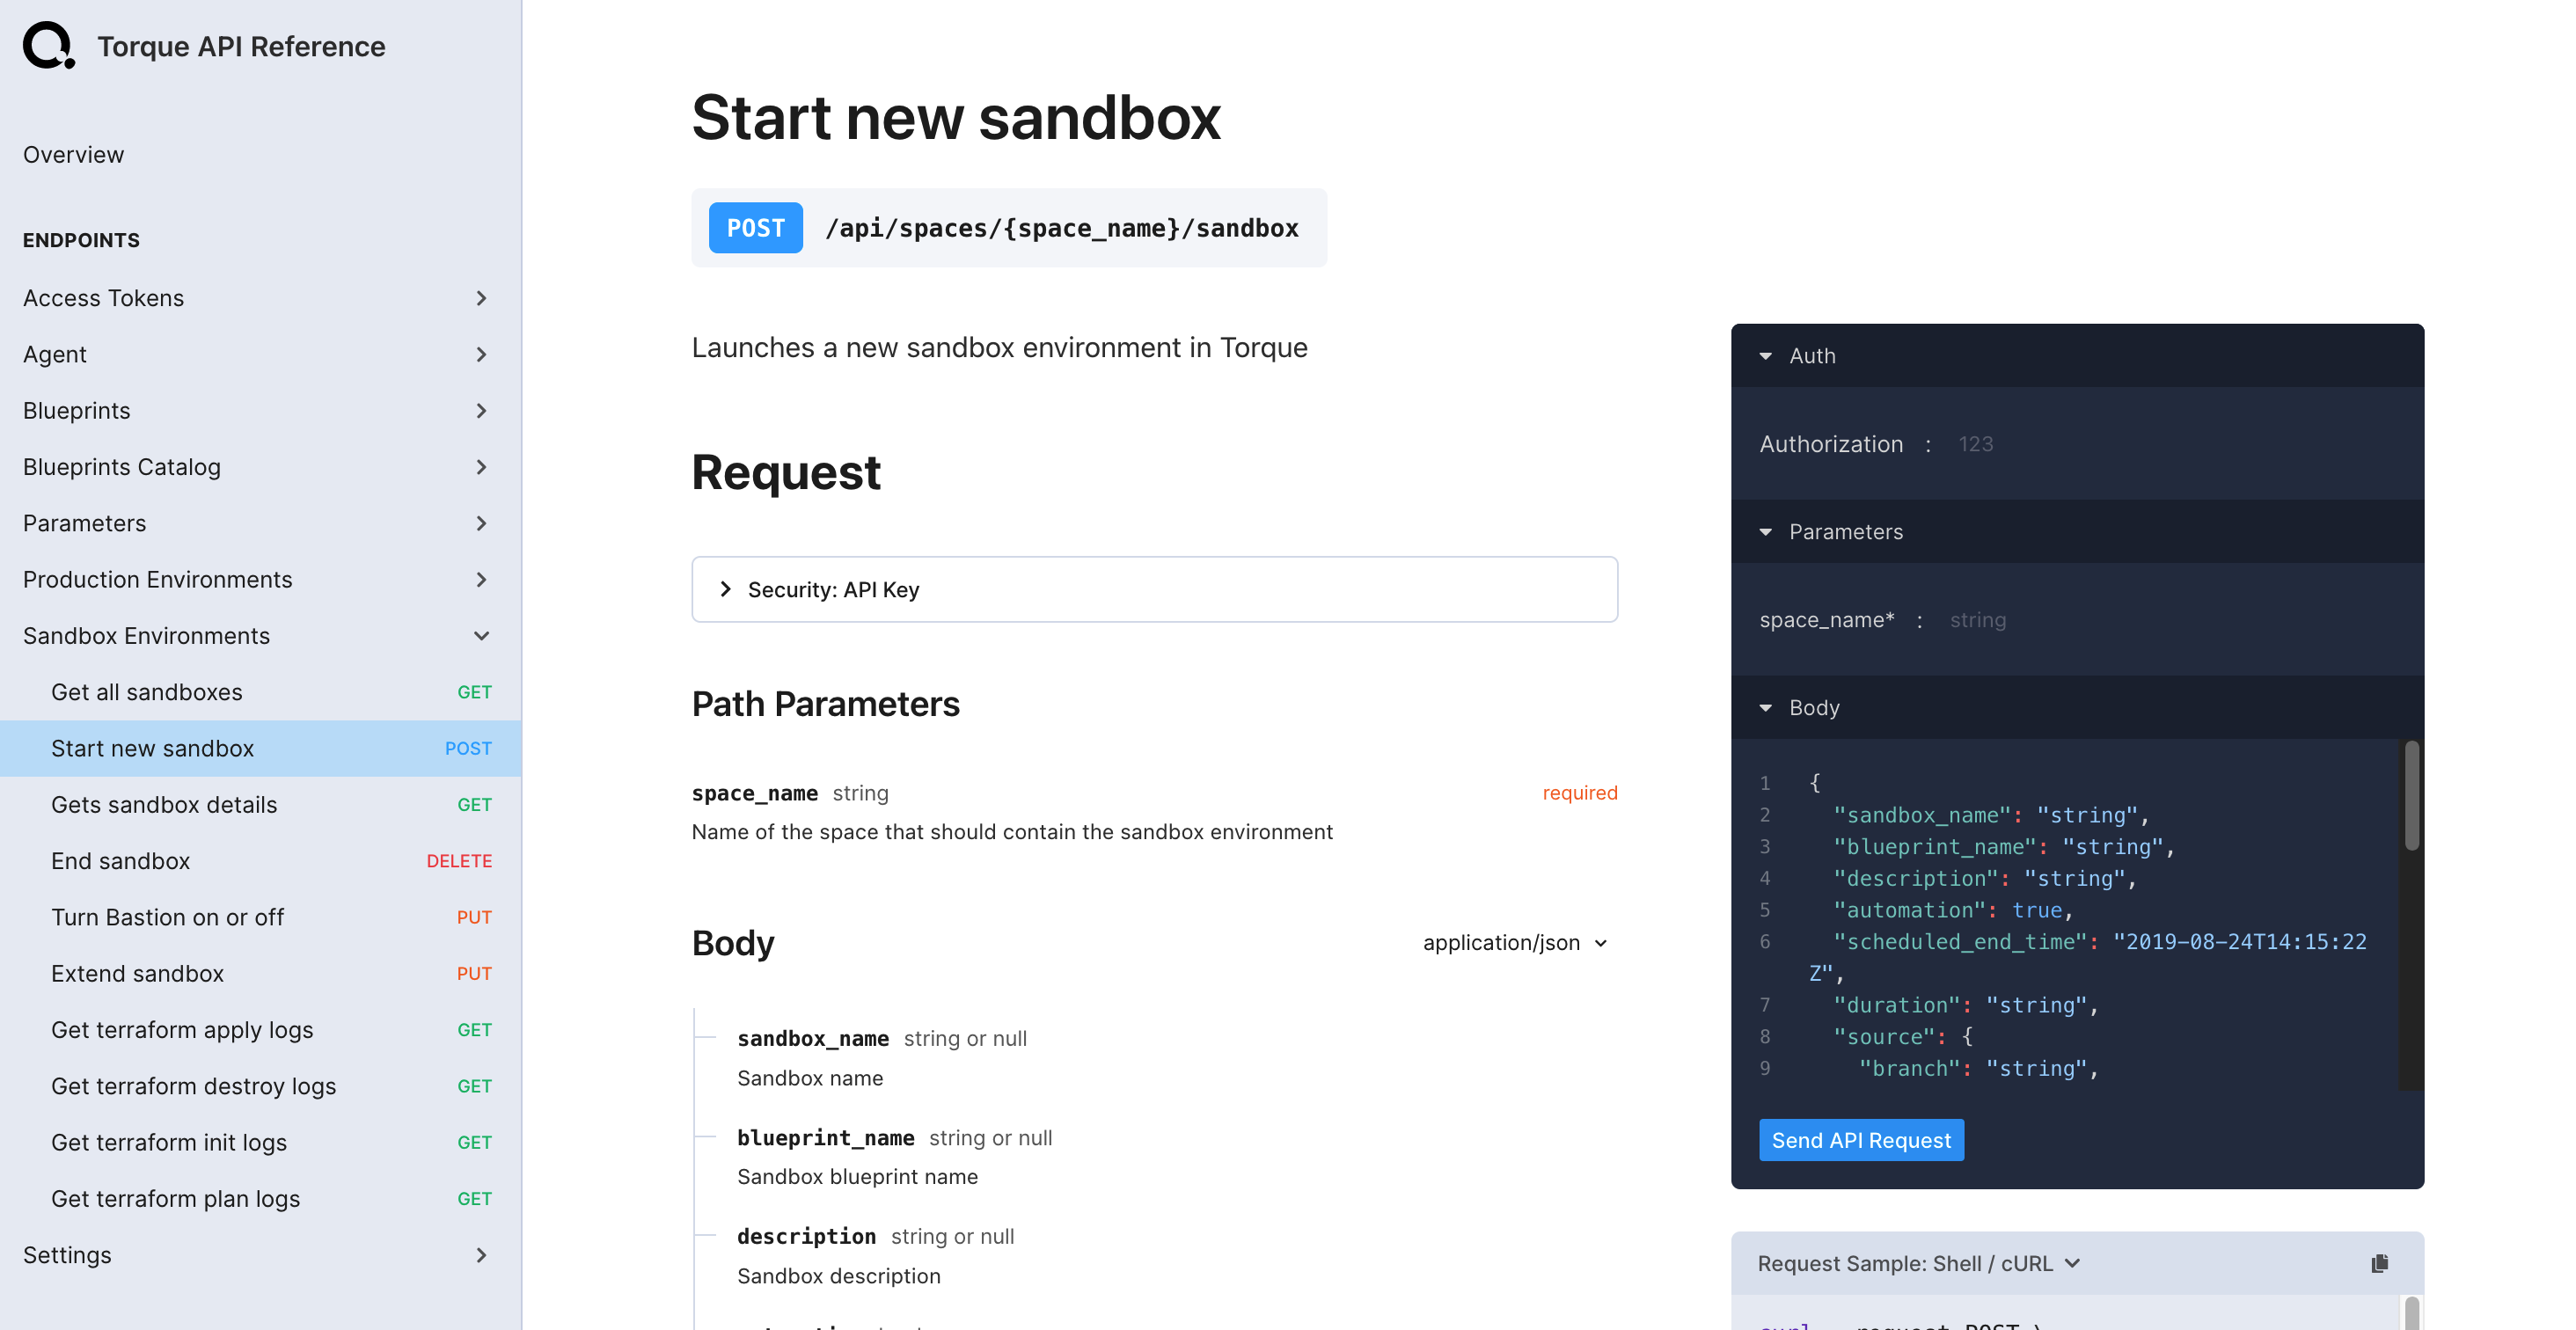 Torque API Reference
Overview
ENDPOINTS
Access Tokens
Agent
Blueprints
Blueprints Catalog
Parameters
Production Environments
Sandbox Environments
Get all sandboxes GET
Start new sandbox POST
Gets sandbox details GET
End sandbox DELETE
Turn Bastion on or off PUT
Extend sandbox PUT
Get terraform apply logs GET
Get terraform destroy logs GET
Get terraform init logs GET
Get terraform plan logs GET
Settings
Start new sandbox
POST /api/spaces/{space_name}/sandbox
Launches a new sandbox environment in Torque
Request
Security: API Key
Path Parameters
space_name string required
Name of the space that should contain the sandbox environment
Body application/json
sandbox_name string or null
Sandbox name
blueprint_name string or null
Sandbox blueprint name
description string or null
Sandbox description
Auth
Authorization : 123
Parameters
space_name* : string
Body
1 {
2 "sandbox_name": "string",
3 "blueprint_name": "string",
4 "description": "string",
5 "automation": true,
6 "scheduled_end_time": "2019-08-24T14:15:22
Z",
7 "duration": "string",
8 "source": {
9 "branch": "string",
Send API Request
Request Sample: Shell / cURL